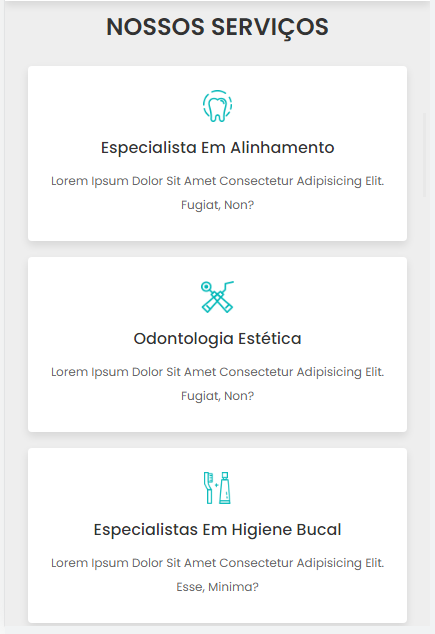 NOSSOS SERVIÇOS
Especialista Em Alinhamento
Lorem Ipsum Dolor Sit Amet Consectetur Adipisicing Elit.
Fugiat, Non?
Odontologia Estética
Lorem Ipsum Dolor Sit Amet Consectetur Adipisicing Elit.
Fugiat, Non?
Especialistas Em Higiene Bucal
Lorem Ipsum Dolor Sit Amet Consectetur Adipisicing Elit.
Esse, Minima?